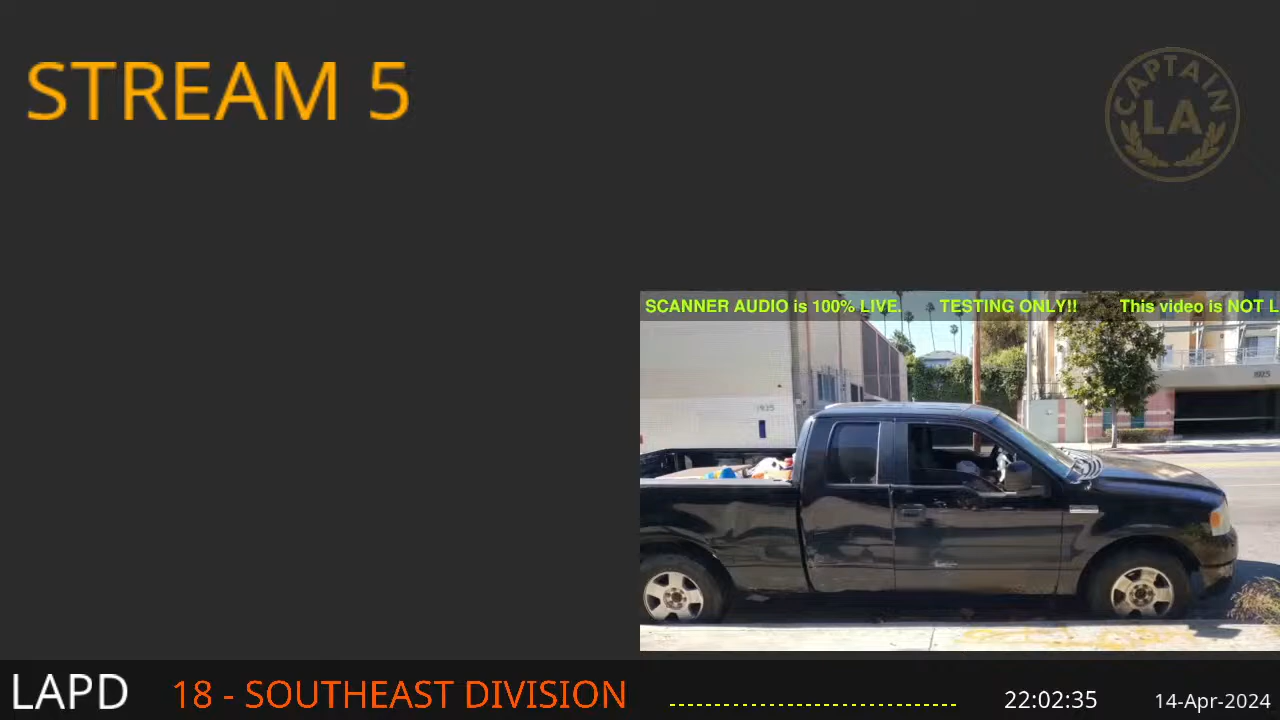 STREAM 5
CAPTAIN
LA
SCANNER AUDIO is 100% LIVE. TESTING ONLY!! This video is NOT L
1925
LAPD 18 - SOUTHEAST DIVISION 22:02:35 14-Apr-2024